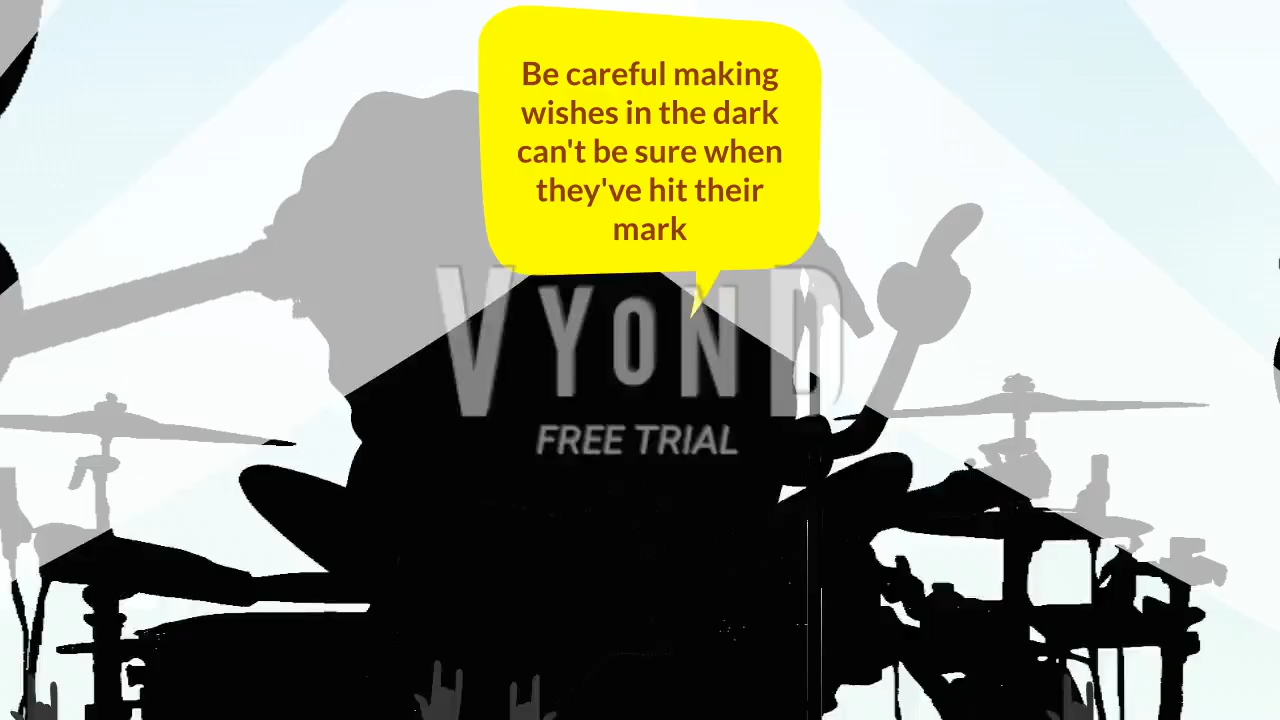 Be careful making
wishes in the dark
can't be sure when
they've hit their
mark
VYOND
FREE TRIAL